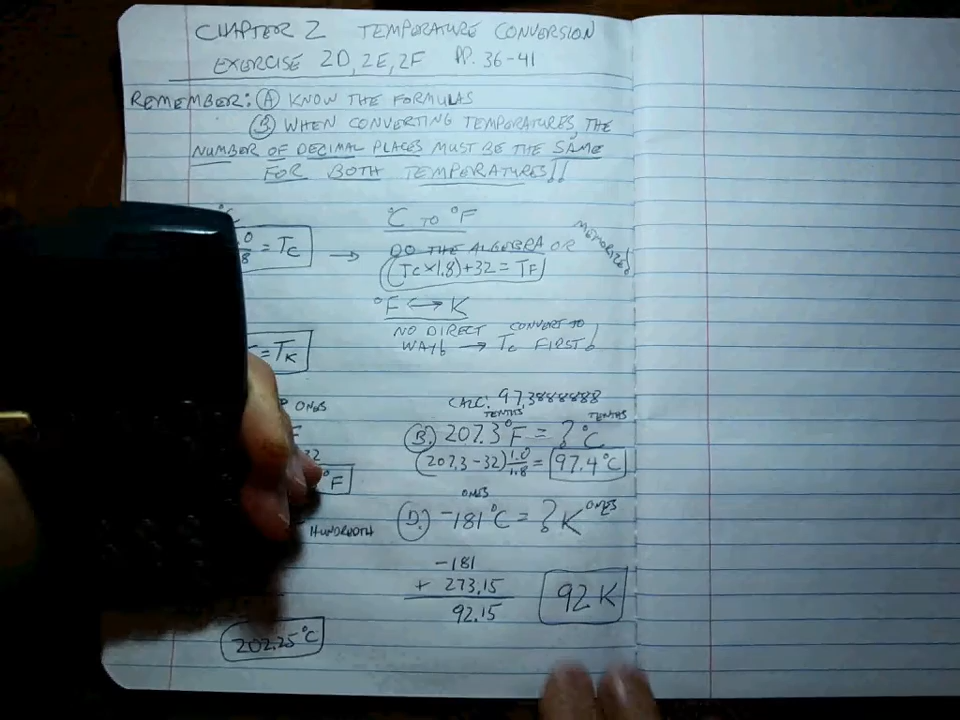 CHAPTER 2 TEMPERATURE CONVERSION
EXERCISE 2D, 2E, 2F PP. 36-41
REMEMBER: (A) KNOW THE FORMULAS
(B) WHEN CONVERTING TEMPERATURES, THE
NUMBER OF DECIMAL PLACES MUST BE THE SAME
FOR BOTH TEMPERATURES!!
°C TO °F
= Tc → DO THE ALGEBRA OR
(Tc × 1.8) + 32 = TF
MEMORIZE!
°F ↔ K
NO DIRECT CONVERT TO
WAY! → Tc FIRST!
= TK
ONES
CALC: 97.3888888
TENTHS TENTHS
(B.) 207.3°F = ? °C
(207.3 - 32) 1.0/1.8 = 97.4°C
°F
ONES ONES
(D.) -181°C = ? K
HUNDREDTH
-181
+ 273.15
92.15
92 K
202.25°C